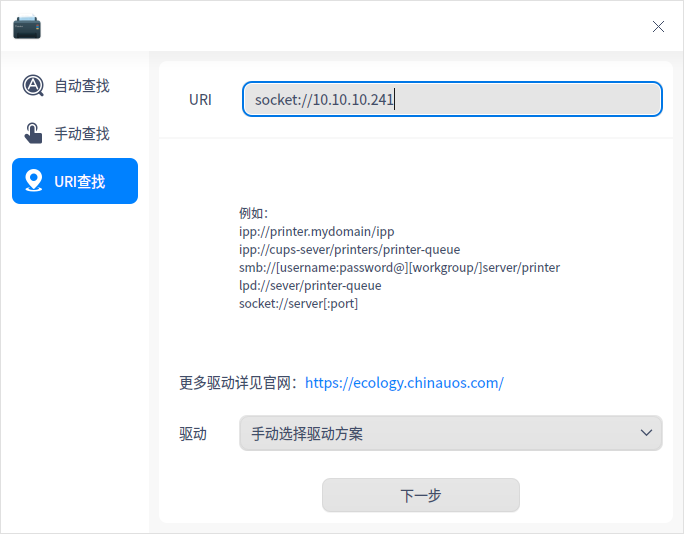 自动查找
手动查找
URI查找
URI
socket://10.10.10.241
例如:
ipp://printer.mydomain/ipp
ipp://cups-sever/printers/printer-queue
smb://[username:password@][workgroup/]server/printer
lpd://sever/printer-queue
socket://server[:port]
更多驱动详见官网：https://ecology.chinauos.com/
驱动
手动选择驱动方案
下一步